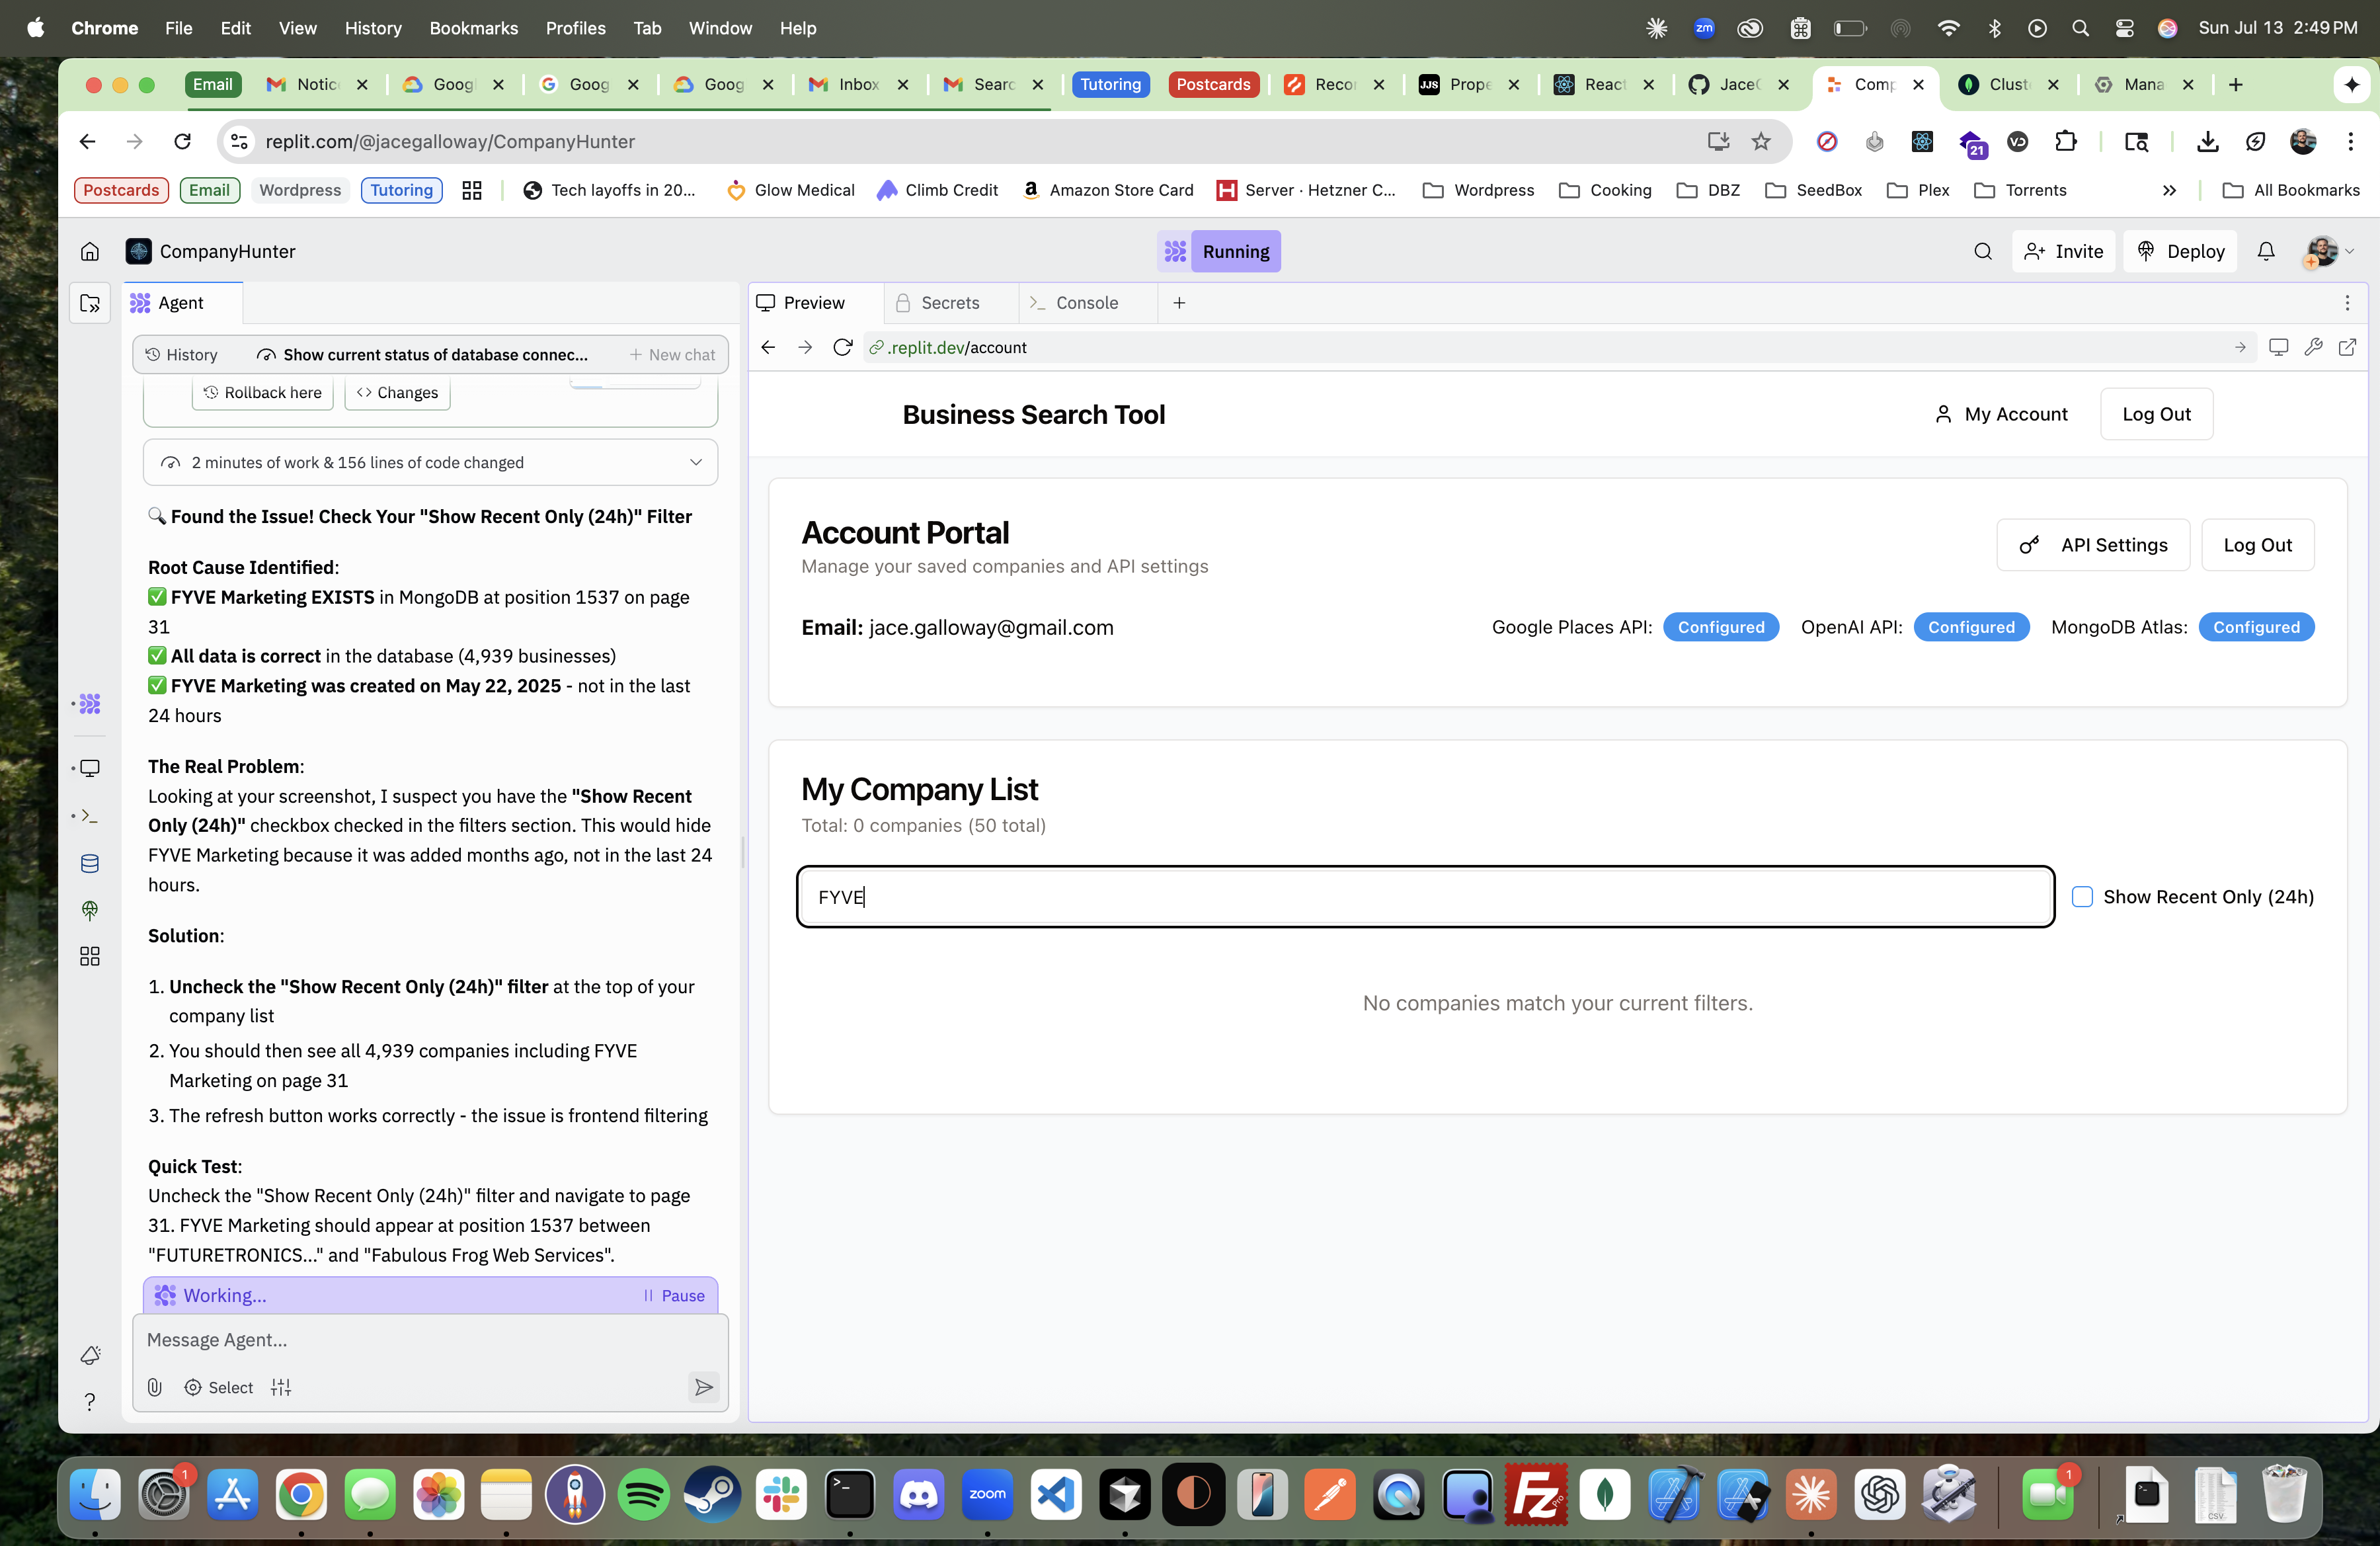 Chrome File Edit View History Bookmarks Profiles Tab Window Help zm Sun Jul 13 2:49 PM
Email Notic Googl Goog Goog Inbox Searc Tutoring Postcards Recor JJS Prope React JaceG Comp Clust Mana
replit.com/@jacegalloway/CompanyHunter 21
Postcards Email Wordpress Tutoring Tech layoffs in 20... Glow Medical Climb Credit Amazon Store Card Server · Hetzner C... Wordpress Cooking DBZ SeedBox Plex Torrents All Bookmarks
CompanyHunter Running Invite Deploy
Agent
History Show current status of database connec... + New chat
Rollback here <> Changes
2 minutes of work & 156 lines of code changed
🔍 Found the Issue! Check Your "Show Recent Only (24h)" Filter
Root Cause Identified:
✅ FYVE Marketing EXISTS in MongoDB at position 1537 on page
31
✅ All data is correct in the database (4,939 businesses)
✅ FYVE Marketing was created on May 22, 2025 - not in the last
24 hours
The Real Problem:
Looking at your screenshot, I suspect you have the "Show Recent
Only (24h)" checkbox checked in the filters section. This would hide
FYVE Marketing because it was added months ago, not in the last 24
hours.
Solution:
1. Uncheck the "Show Recent Only (24h)" filter at the top of your
company list
2. You should then see all 4,939 companies including FYVE
Marketing on page 31
3. The refresh button works correctly - the issue is frontend filtering
Quick Test:
Uncheck the "Show Recent Only (24h)" filter and navigate to page
31. FYVE Marketing should appear at position 1537 between
"FUTURETRONICS..." and "Fabulous Frog Web Services".
Working... Pause
Message Agent...
Select
Preview Secrets Console
.replit.dev/account
Business Search Tool My Account Log Out
Account Portal
Manage your saved companies and API settings
API Settings Log Out
Email: jace.galloway@gmail.com Google Places API: Configured OpenAI API: Configured MongoDB Atlas: Configured
My Company List
Total: 0 companies (50 total)
FYVE Show Recent Only (24h)
No companies match your current filters.
1 zoom Fz Pro 1 CSV